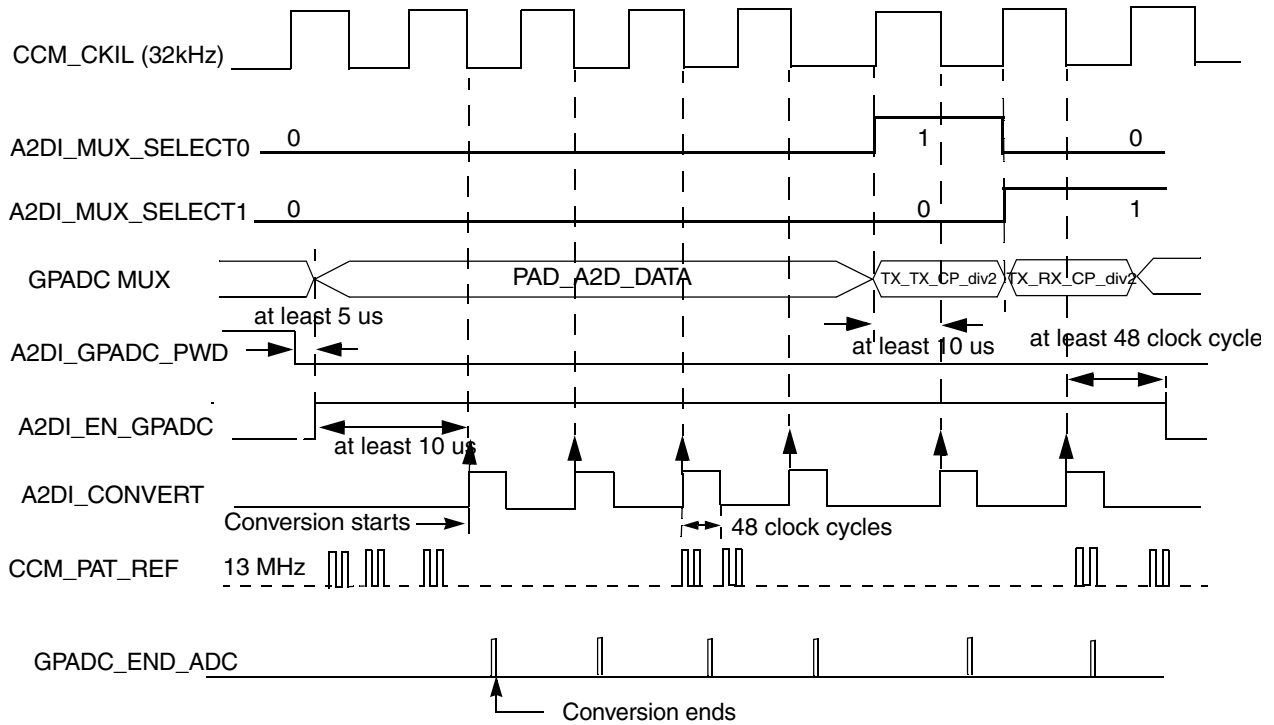 CCM_CKIL (32kHz)
A2DI_MUX_SELECT0
0
1
0
A2DI_MUX_SELECT1
0
0
1
GPADC MUX
PAD_A2D_DATA
TX_TX_CP_div2
TX_RX_CP_div2
at least 5 us
A2DI_GPADC_PWD
at least 10 us
at least 48 clock cycle
A2DI_EN_GPADC
at least 10 us
A2DI_CONVERT
Conversion starts
48 clock cycles
CCM_PAT_REF
13 MHz
GPADC_END_ADC
Conversion ends